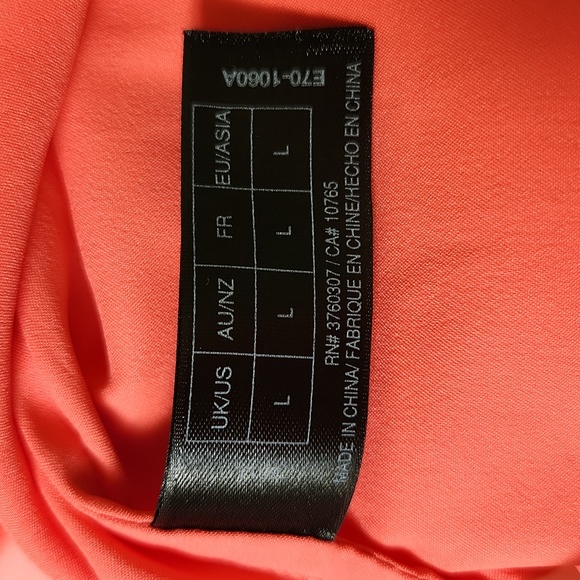 E70-1060A
UK/US AU/NZ FR EU/ASIA
L L L L
RN# 3760307 / CA# 10765
MADE IN CHINA/ FABRIQUE EN CHINE/HECHO EN CHINA